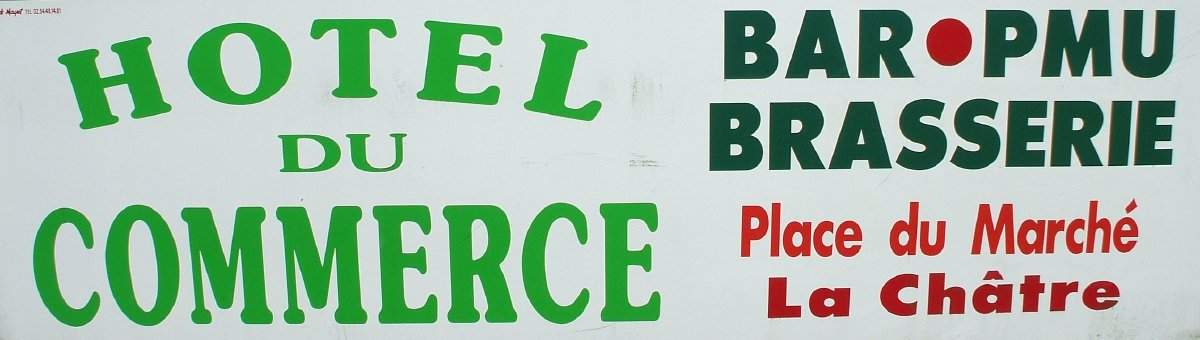 HOTEL
DU
COMMERCE
BAR•PMU
BRASSERIE
Place du Marché
La Châtre